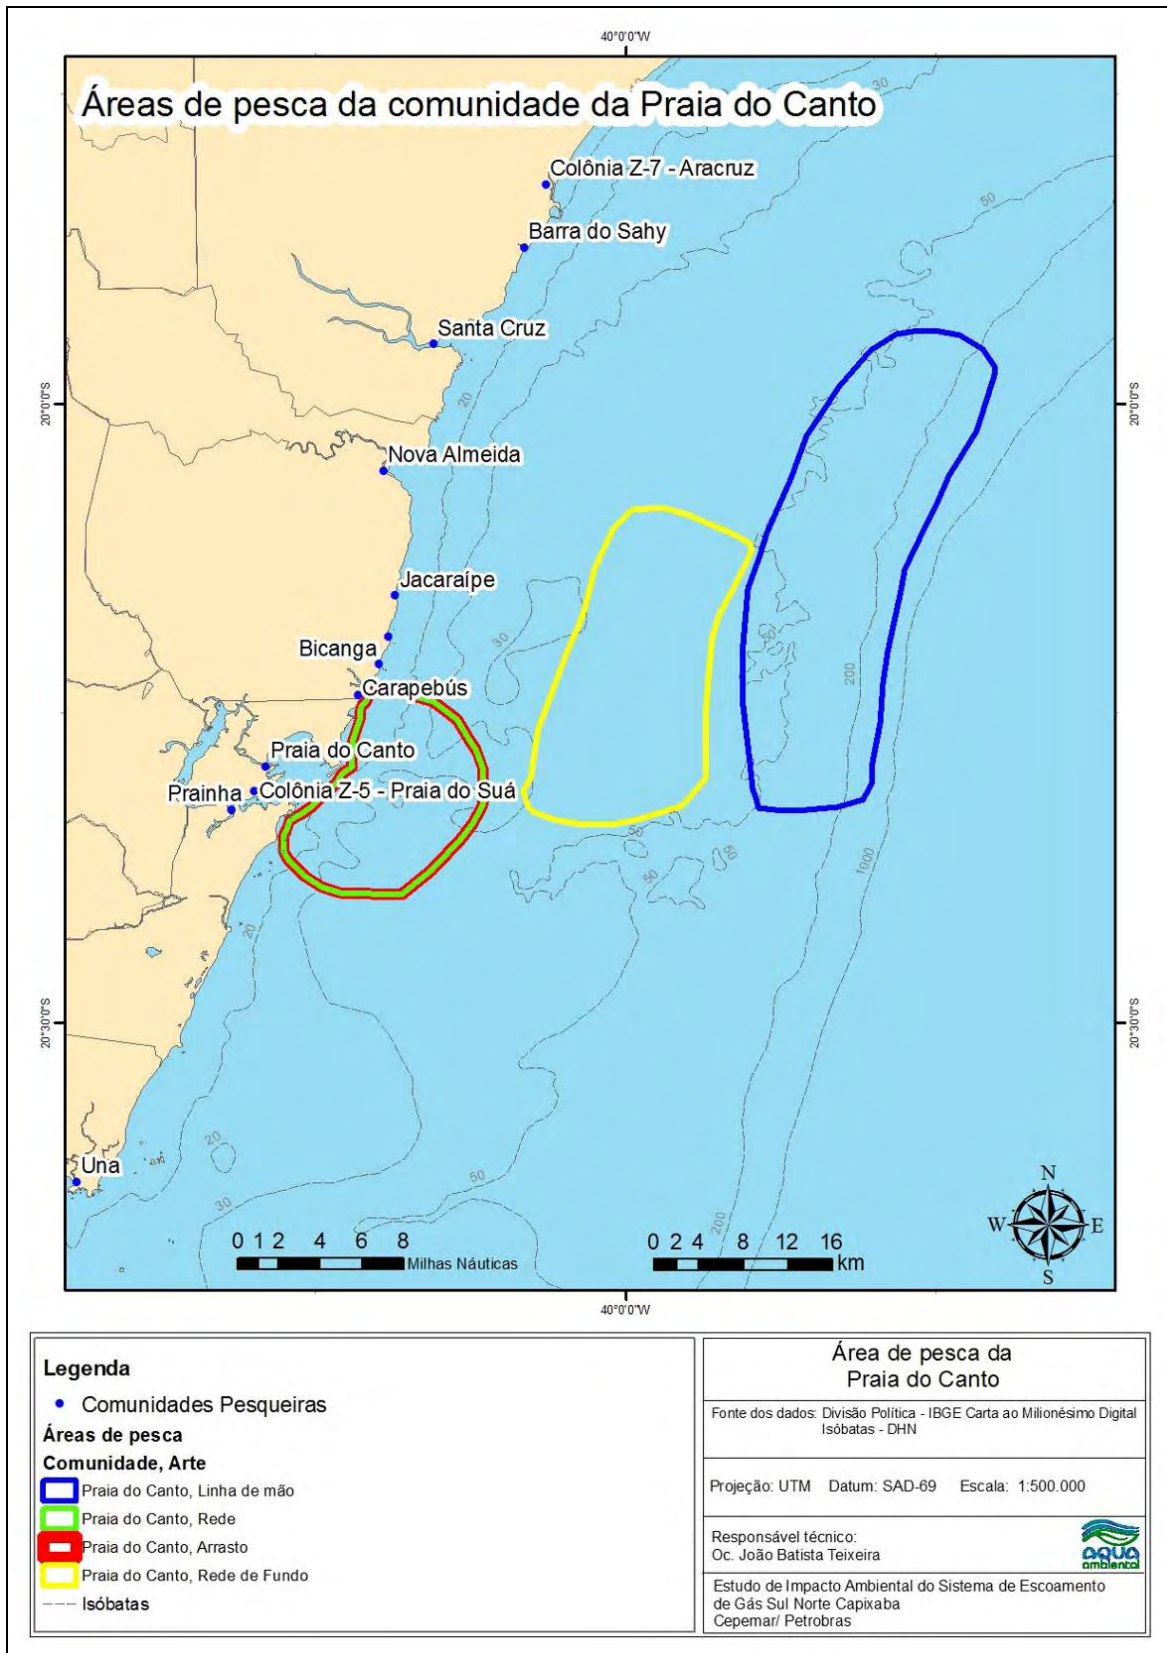 40°0'0"W
Áreas de pesca da comunidade da Praia do Canto
30
Colônia Z-7 - Aracruz
50
Barra do Sahy
Santa Cruz
20
20°0'0"S
20°0'0"S
Nova Almeida
Jacaraípe
30
50
Bicanga
200
Carapebús
Praia do Canto
Prainha
Colônia Z-5 - Praia do Suá
50
50
50
1000
20
20°30'0"S
20°30'0"S
20
Una
50
30
200
N
W
E
S
0 1 2 4 6 8
Milhas Náuticas
0 2 4 8 12 16
km
40°0'0"W
Legenda
Comunidades Pesqueiras
Áreas de pesca
Comunidade, Arte
Praia do Canto, Linha de mão
Praia do Canto, Rede
Praia do Canto, Arrasto
Praia do Canto, Rede de Fundo
Isóbatas
Área de pesca da
Praia do Canto
Fonte dos dados: Divisão Política - IBGE Carta ao Milionésimo Digital
Isóbatas - DHN
Projeção: UTM Datum: SAD-69 Escala: 1:500.000
Responsável técnico:
Oc. João Batista Teixeira
AQUA
ambiental
Estudo de Impacto Ambiental do Sistema de Escoamento
de Gás Sul Norte Capixaba
Cepemar/ Petrobras